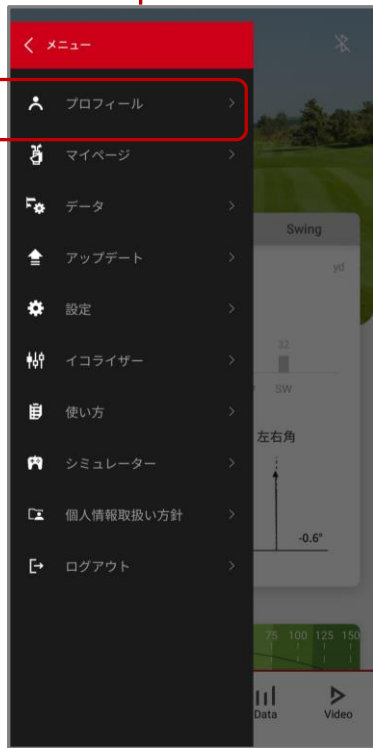 メニュー
プロフィール
マイページ
データ
アップデート
設定
イコライザー
使い方
シミュレーター
個人情報取扱い方針
ログアウト
Swing
yd
32
SW
左右角
-0.6°
75 100 125 150
Data
Video